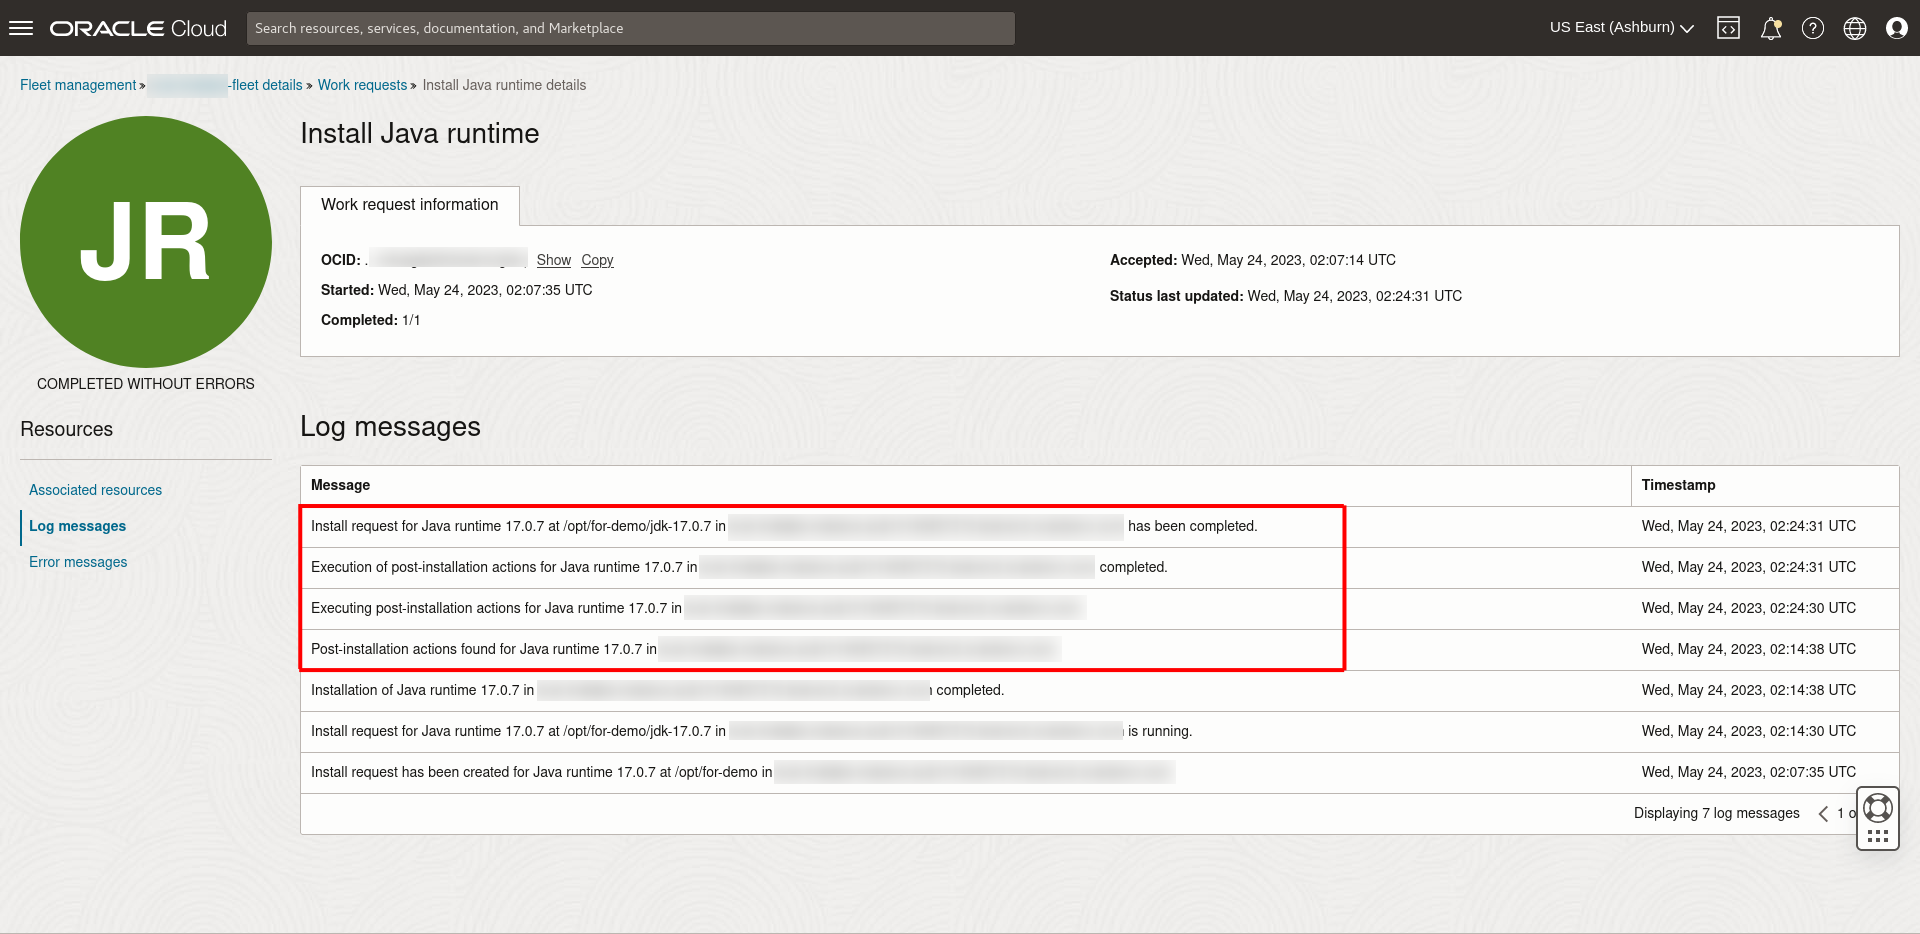 ORACLE Cloud
Search resources, services, documentation, and Marketplace
US East (Ashburn)
Fleet management » -fleet details » Work requests » Install Java runtime details
JR
COMPLETED WITHOUT ERRORS
Install Java runtime
Work request information
OCID: . Show Copy
Started: Wed, May 24, 2023, 02:07:35 UTC
Completed: 1/1
Accepted: Wed, May 24, 2023, 02:07:14 UTC
Status last updated: Wed, May 24, 2023, 02:24:31 UTC
Resources
Associated resources
Log messages
Error messages
Log messages
Message Timestamp
Install request for Java runtime 17.0.7 at /opt/for-demo/jdk-17.0.7 in has been completed. Wed, May 24, 2023, 02:24:31 UTC
Execution of post-installation actions for Java runtime 17.0.7 in completed. Wed, May 24, 2023, 02:24:31 UTC
Executing post-installation actions for Java runtime 17.0.7 in Wed, May 24, 2023, 02:24:30 UTC
Post-installation actions found for Java runtime 17.0.7 in Wed, May 24, 2023, 02:14:38 UTC
Installation of Java runtime 17.0.7 in completed. Wed, May 24, 2023, 02:14:38 UTC
Install request for Java runtime 17.0.7 at /opt/for-demo/jdk-17.0.7 in is running. Wed, May 24, 2023, 02:14:30 UTC
Install request has been created for Java runtime 17.0.7 at /opt/for-demo in Wed, May 24, 2023, 02:07:35 UTC
Displaying 7 log messages < 1 o